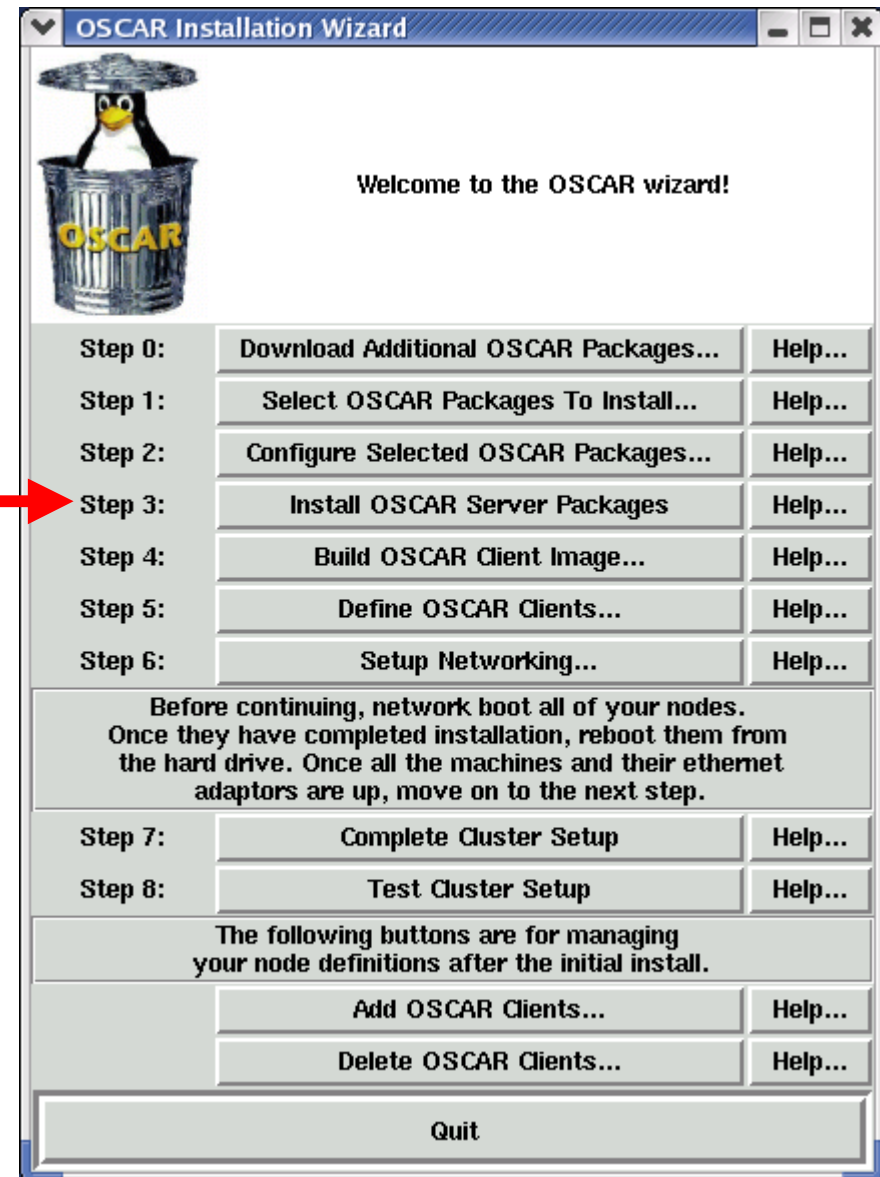 OSCAR Installation Wizard
OSCAR
Welcome to the OSCAR wizard!
Step 0: Download Additional OSCAR Packages... Help...
Step 1: Select OSCAR Packages To Install... Help...
Step 2: Configure Selected OSCAR Packages... Help...
Step 3: Install OSCAR Server Packages Help...
Step 4: Build OSCAR Client Image... Help...
Step 5: Define OSCAR Clients... Help...
Step 6: Setup Networking... Help...
Before continuing, network boot all of your nodes.
Once they have completed installation, reboot them from
the hard drive. Once all the machines and their ethernet
adaptors are up, move on to the next step.
Step 7: Complete Cluster Setup Help...
Step 8: Test Cluster Setup Help...
The following buttons are for managing
your node definitions after the initial install.
Add OSCAR Clients... Help...
Delete OSCAR Clients... Help...
Quit